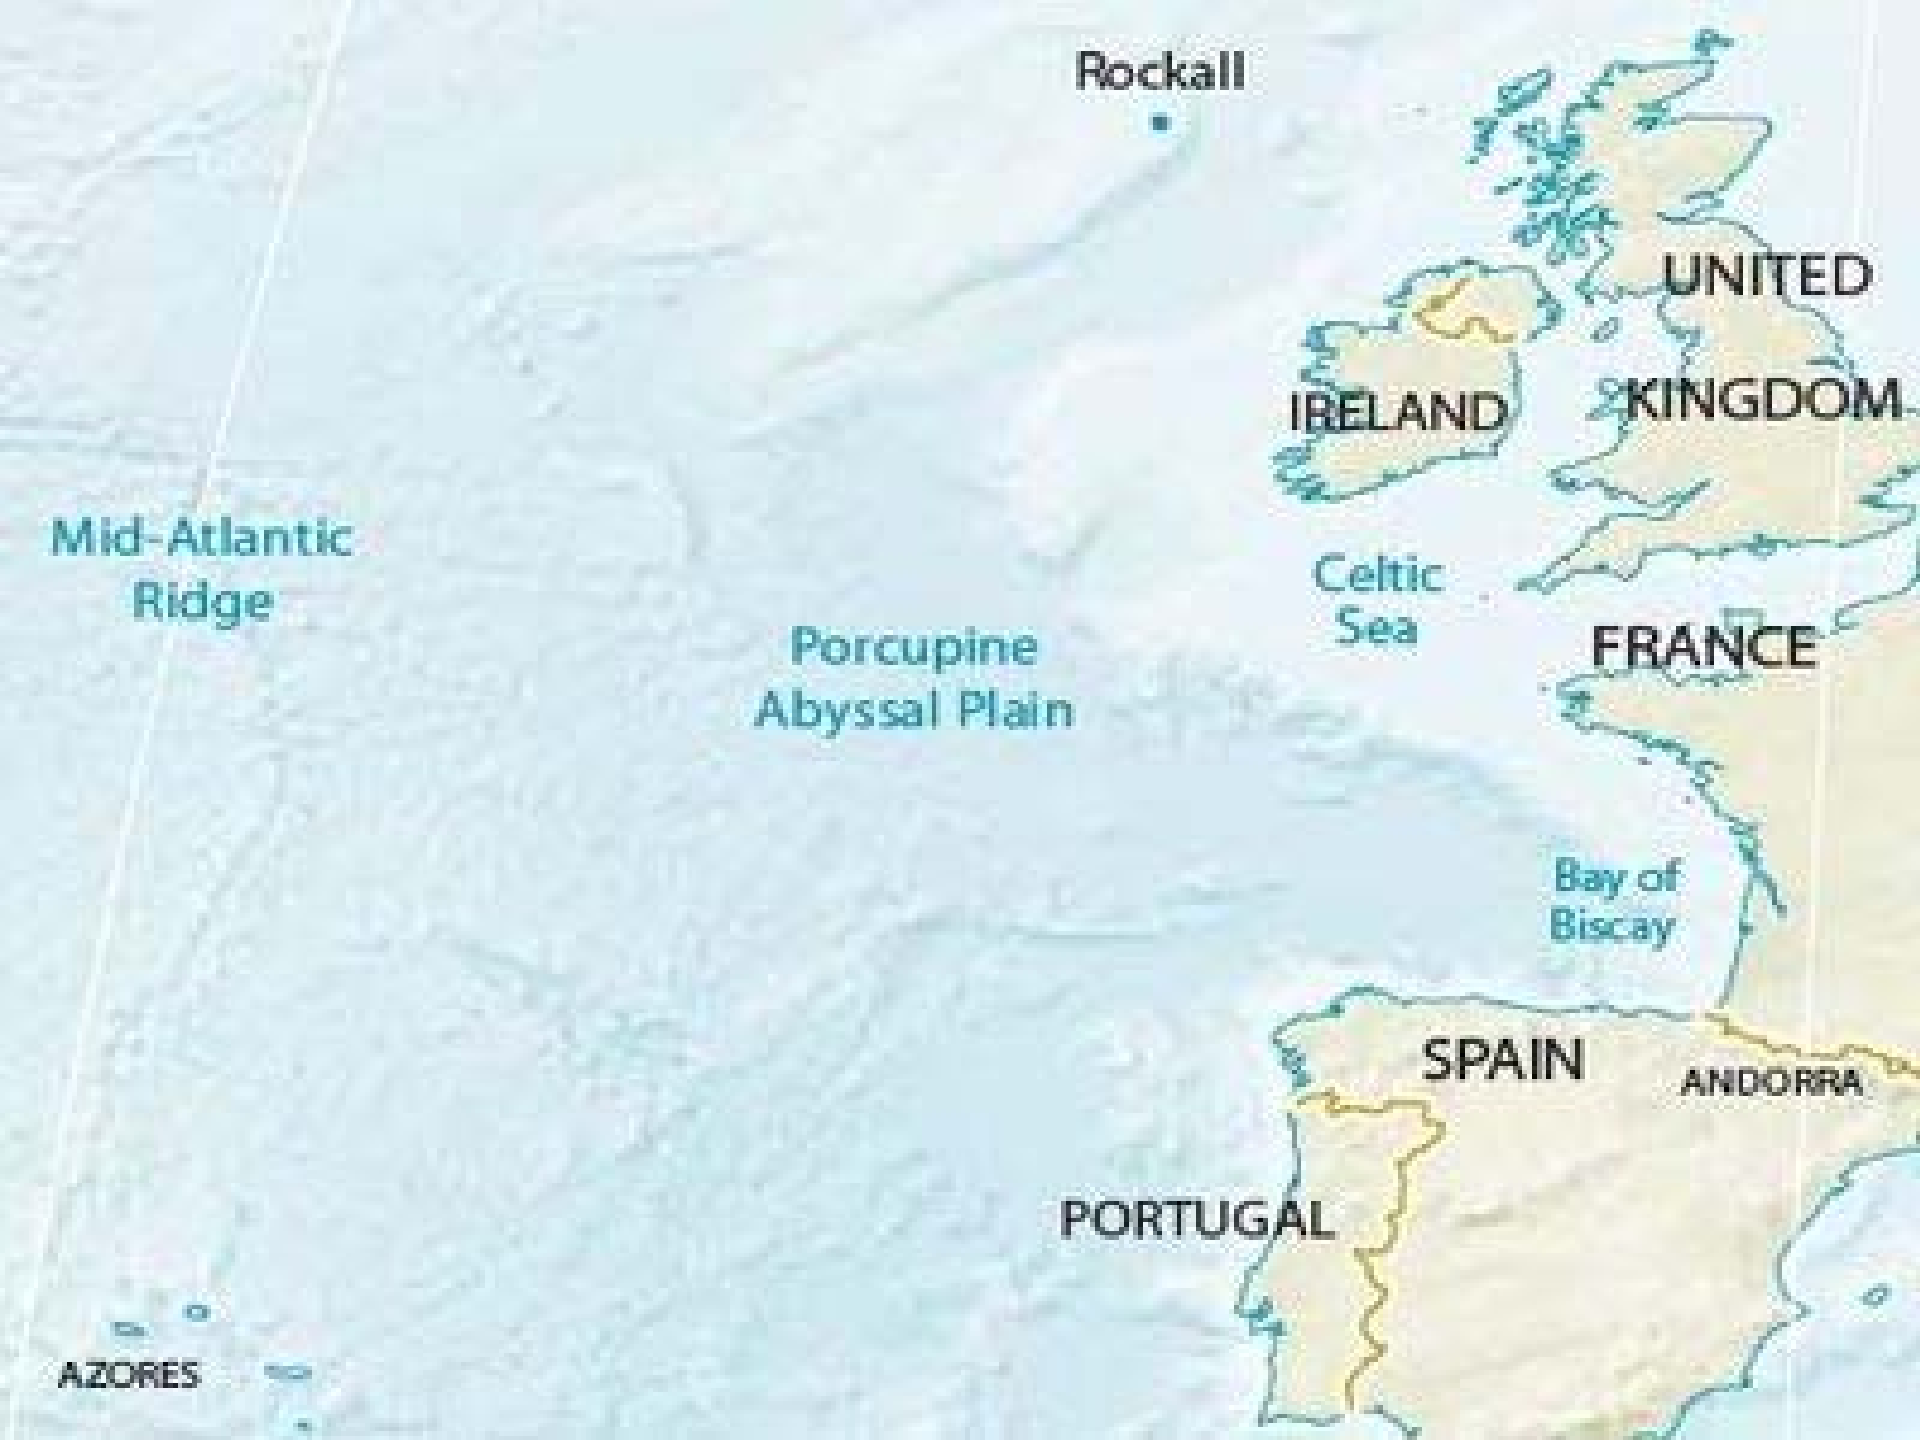 Rockall
UNITED
KINGDOM
IRELAND
Mid-Atlantic
Ridge
Celtic
Sea
Porcupine
Abyssal Plain
FRANCE
Bay of
Biscay
SPAIN
ANDORRA
PORTUGAL
AZORES